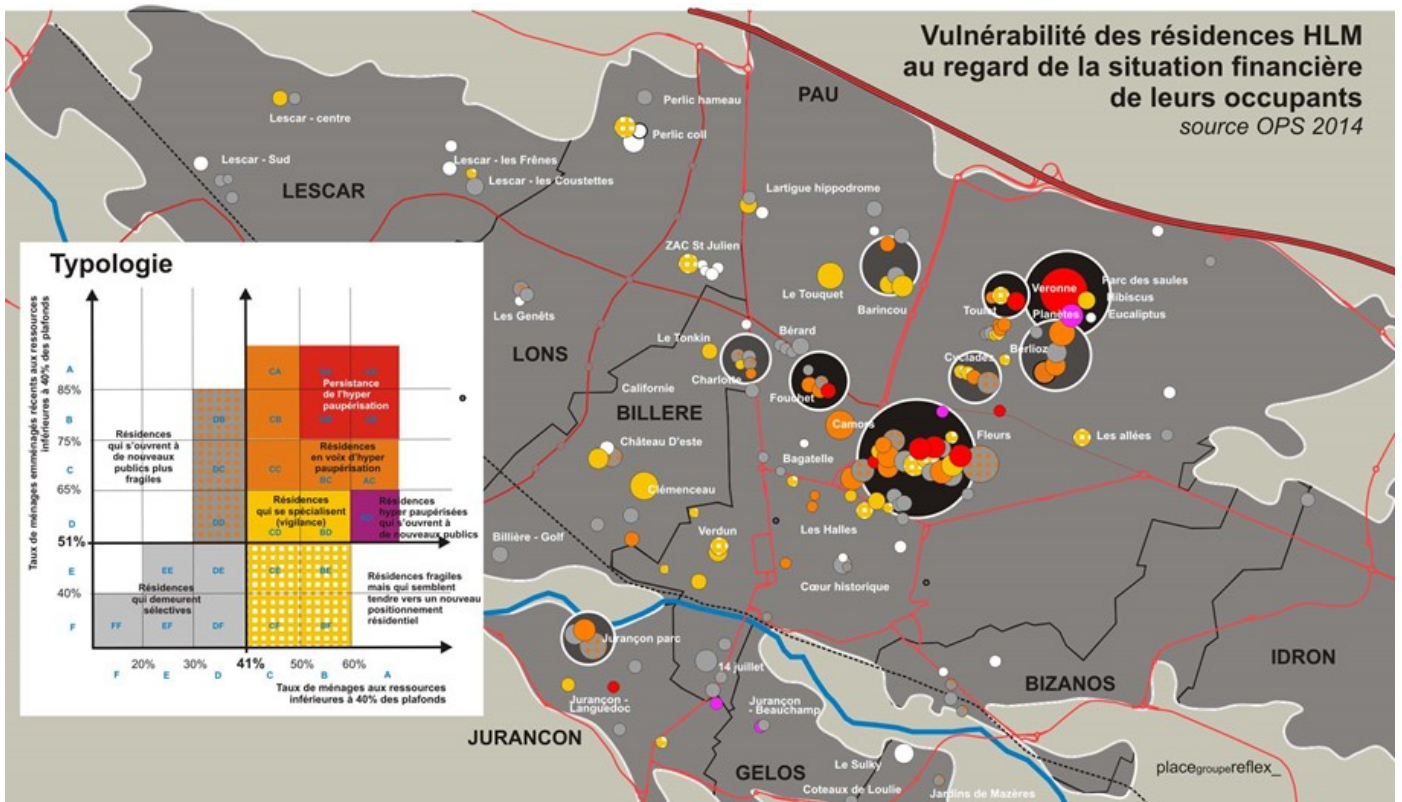 Vulnérabilité des résidences HLM
au regard de la situation financière
de leurs occupants
source OPS 2014
PAU
Perlic hameau
Lescar - centre
Perlic coll
Lescar - Sud
Lescar - les Frênes
LESCAR
Lescar - les Coustettes
Lartigue hippodrome
ZAC St Julien
Le Touquet
Barincou
Veronne
Parc des saules
Hibiscus
Toulet
Planètes
Eucaliptus
Les Genêts
LONS
Le Tonkin
Bérard
Cycladez
Berlioz
Charlotte
Californie
Fouchet
BILLERE
Camors
Château D'este
Fleurs
Les allées
Bagatelle
Clémenceau
Les Halles
Verdun
Billière - Golf
Cœur historique
Jurançon parc
14 juillet
IDRON
BIZANOS
Jurançon -
Languedoc
Jurançon
- Beauchamp
JURANCON
Le Sulky
GELOS
Coteaux de Loulie
Jardins de Mazères
placegroupereflex_
Typologie
Taux de ménages emménagés récents aux ressources
inférieures à 40% des plafonds
A
85%
B
75%
C
65%
D
51%
E
40%
F
CA
Persistance
de l'hyper
paupérisation
DB
CB
Résidences
qui s'ouvrent à
de nouveaux
publics plus
fragiles
Résidences
en voix d'hyper
paupérisation
DC
CC
BC
AC
Résidences
qui se spécialisent
(vigilance)
Résidences
hyper paupérisées
qui s'ouvrent à
de nouveaux publics
DD
CD
BD
EE
DE
CE
BE
Résidences
qui demeurent
sélectives
Résidences fragiles
mais qui semblent
tendre vers un nouveau
positionnement
résidentiel
FF
EF
DF
CF
BF
20%
30%
41%
50%
60%
F
E
D
C
B
A
Taux de ménages aux ressources
inférieures à 40% des plafonds